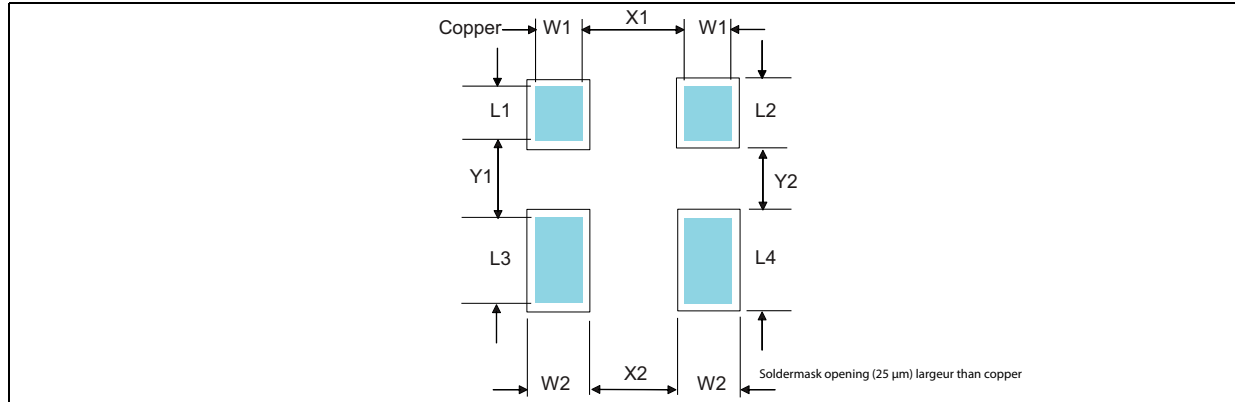 Copper W1 X1 W1
L1 L2
Y1 Y2
L3 L4
W2 X2 W2
Soldermask opening (25 µm) largeur than copper